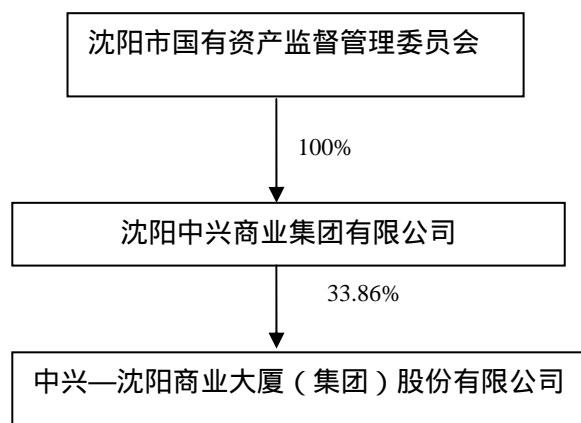 沈阳市国有资产监督管理委员会
100%
沈阳中兴商业集团有限公司
33.86%
中兴—沈阳商业大厦（集团）股份有限公司